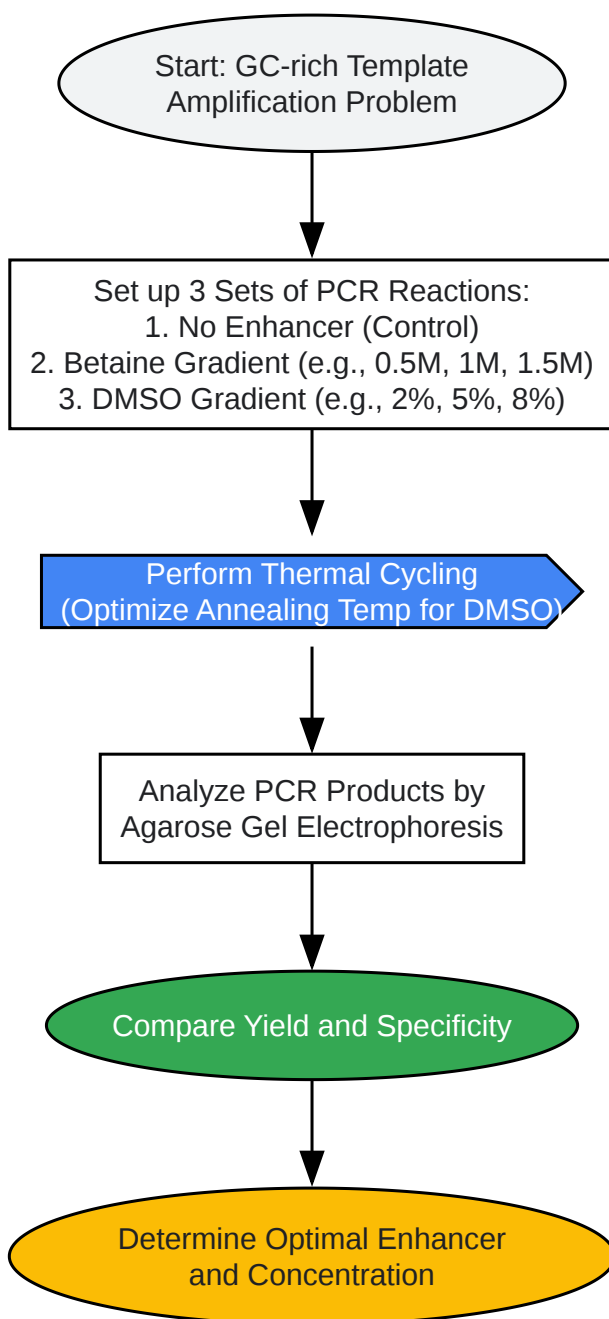 Start: GC-rich Template
Amplification Problem
Set up 3 Sets of PCR Reactions:
1. No Enhancer (Control)
2. Betaine Gradient (e.g., 0.5M, 1M, 1.5M)
3. DMSO Gradient (e.g., 2%, 5%, 8%)
Perform Thermal Cycling
(Optimize Annealing Temp for DMSO)
Analyze PCR Products by
Agarose Gel Electrophoresis
Compare Yield and Specificity
Determine Optimal Enhancer
and Concentration